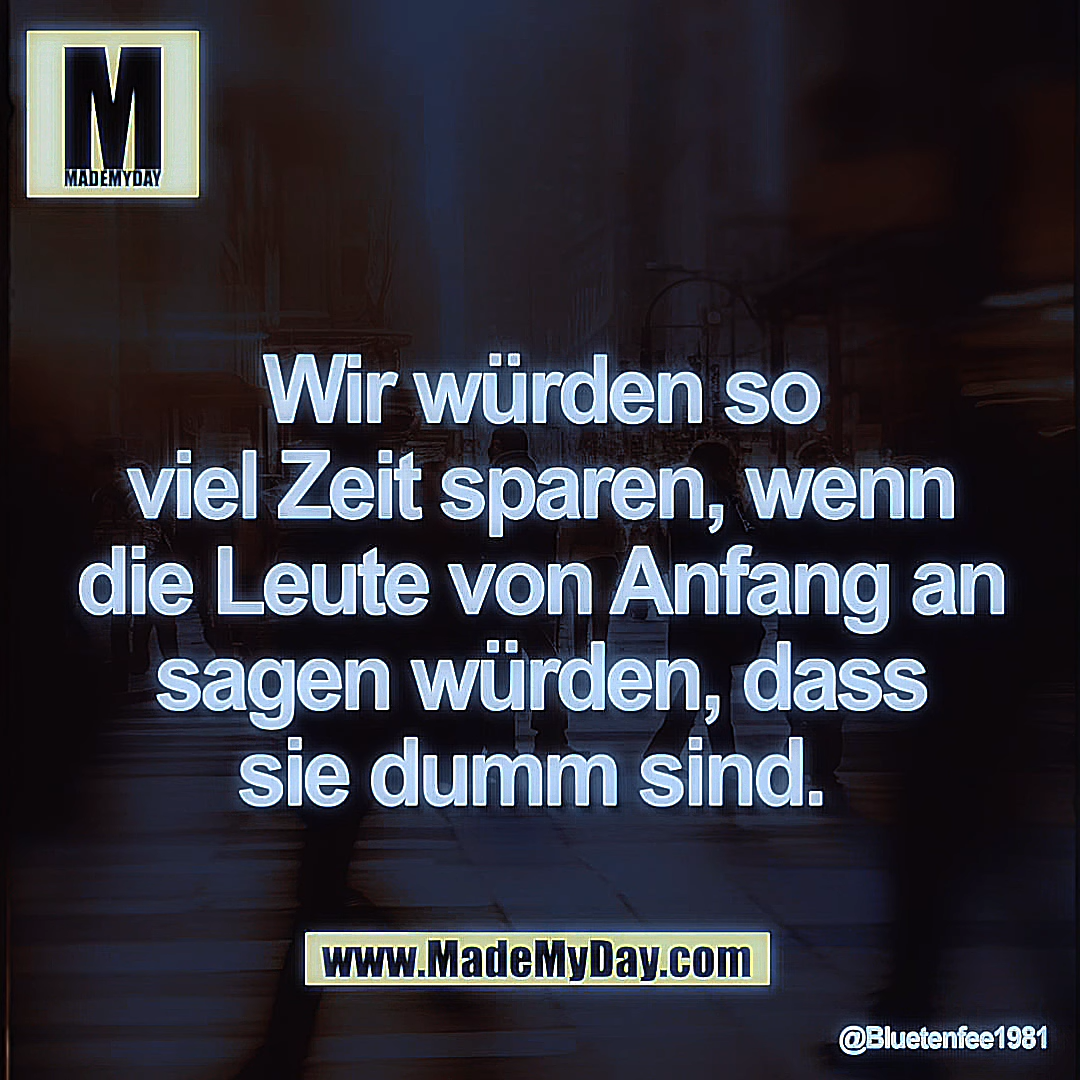 M
MADEMYDAY
Wir würden so
viel Zeit sparen, wenn
die Leute von Anfang an
sagen würden, dass
sie dumm sind.
www.MadeMyDay.com
@Bluetenfee1981